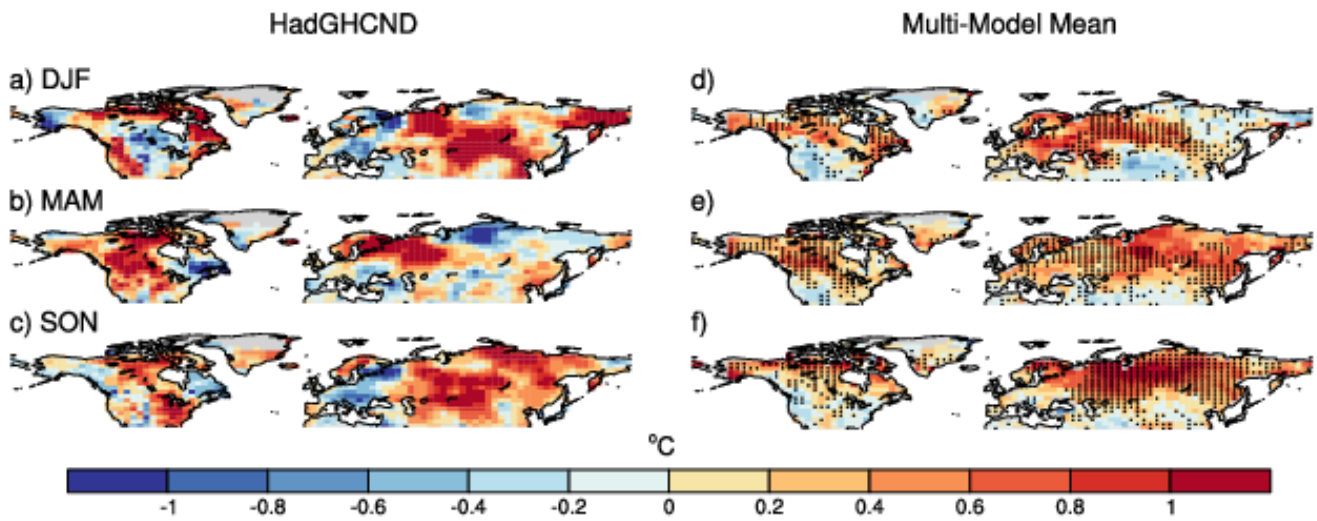 HadGHCND Multi-Model Mean
a) DJF d)
b) MAM e)
c) SON f)
°C
-1 -0.8 -0.6 -0.4 -0.2 0 0.2 0.4 0.6 0.8 1